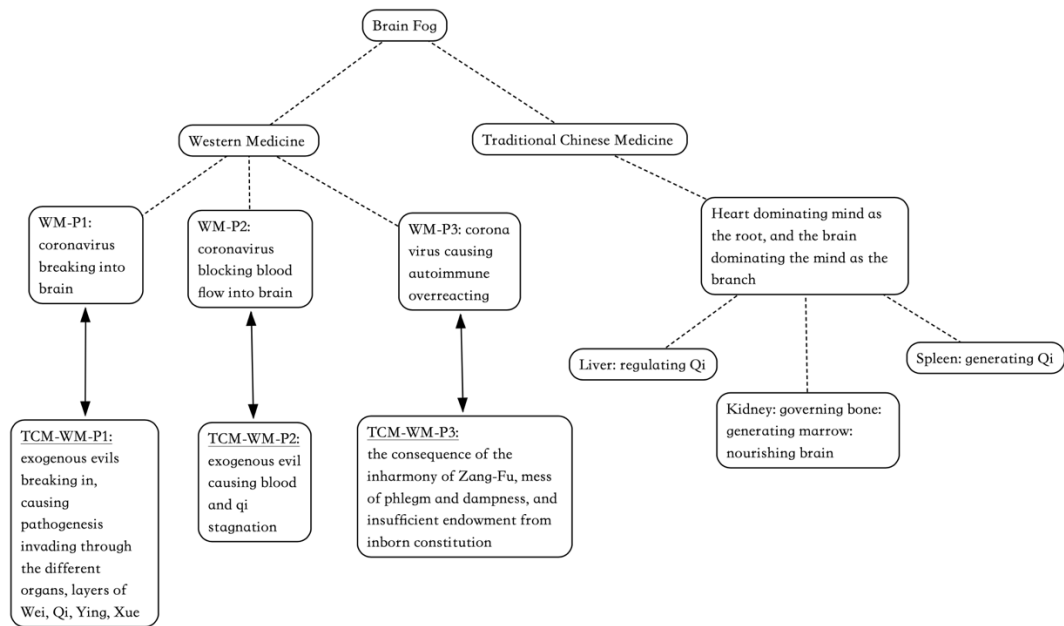 Brain Fog
Western Medicine
Traditional Chinese Medicine
WM-P1:
coronavirus
breaking into
brain
WM-P2:
coronavirus
blocking blood
flow into brain
WM-P3: corona
virus causing
autoimmune
overreacting
Heart dominating mind as
the root, and the brain
dominating the mind as the
branch
Liver: regulating Qi
Spleen: generating Qi
Kidney: governing bone:
generating marrow:
nourishing brain
TCM-WM-P1:
exogenous evils
breaking in,
causing
pathogenesis
invading through
the different
organs, layers of
Wei, Qi, Ying, Xue
TCM-WM-P2:
exogenous evil
causing blood
and qi
stagnation
TCM-WM-P3:
the consequence of the
inharmony of Zang-Fu, mess
of phlegm and dampness, and
insufficient endowment from
inborn constitution